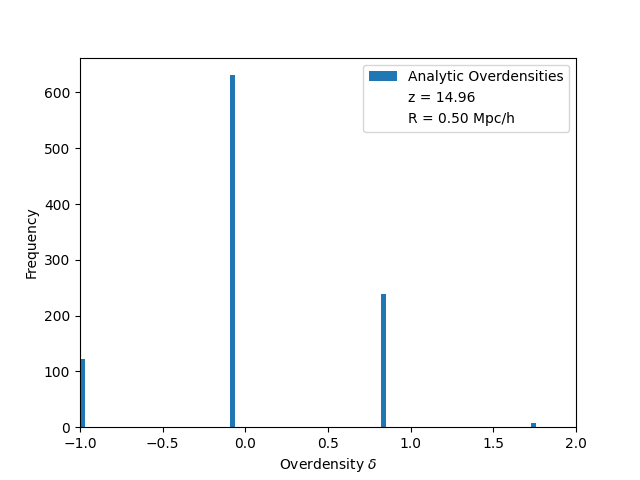 Analytic Overdensities
z = 14.96
R = 0.50 Mpc/h
600
500
400
300
200
100
0
Frequency
−1.0 −0.5 0.0 0.5 1.0 1.5 2.0
Overdensity δ